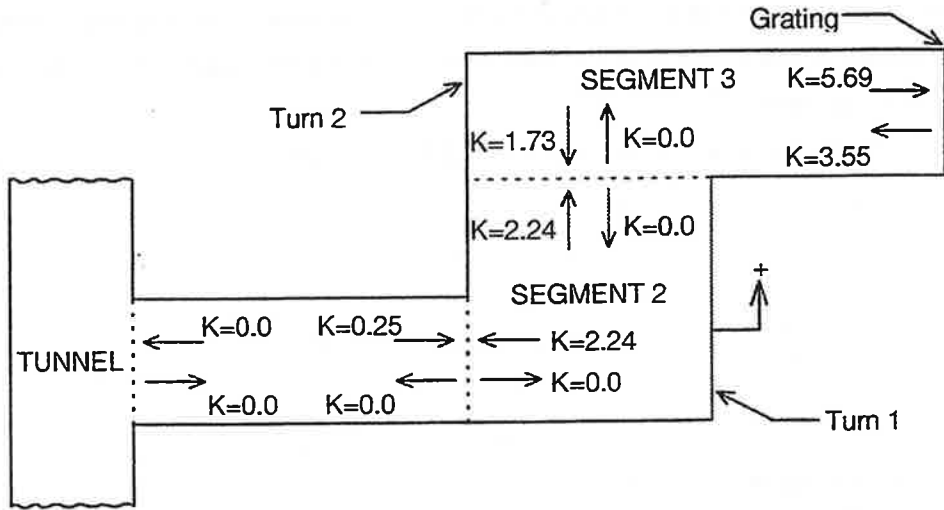 Grating
SEGMENT 3
K=5.69
Turn 2
K=1.73
K=0.0
K=3.55
K=2.24
K=0.0
+
SEGMENT 2
K=0.0
K=0.25
K=2.24
TUNNEL
K=0.0
K=0.0
K=0.0
Turn 1